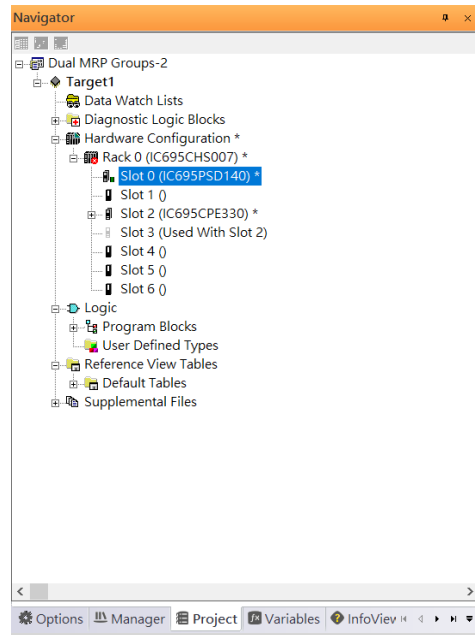 Navigator
Dual MRP Groups-2
Target1
Data Watch Lists
Diagnostic Logic Blocks
Hardware Configuration *
Rack 0 (IC695CHS007) *
Slot 0 (IC695PSD140) *
Slot 1 ()
Slot 2 (IC695CPE330) *
Slot 3 (Used With Slot 2)
Slot 4 ()
Slot 5 ()
Slot 6 ()
Logic
Program Blocks
User Defined Types
Reference View Tables
Default Tables
Supplemental Files
Options Manager Project Variables InfoView